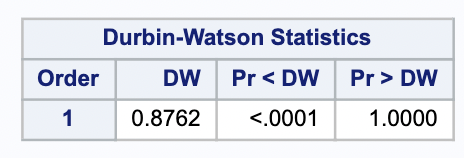 Durbin-Watson Statistics
Order DW Pr < DW Pr > DW
1 0.8762 <.0001 1.0000